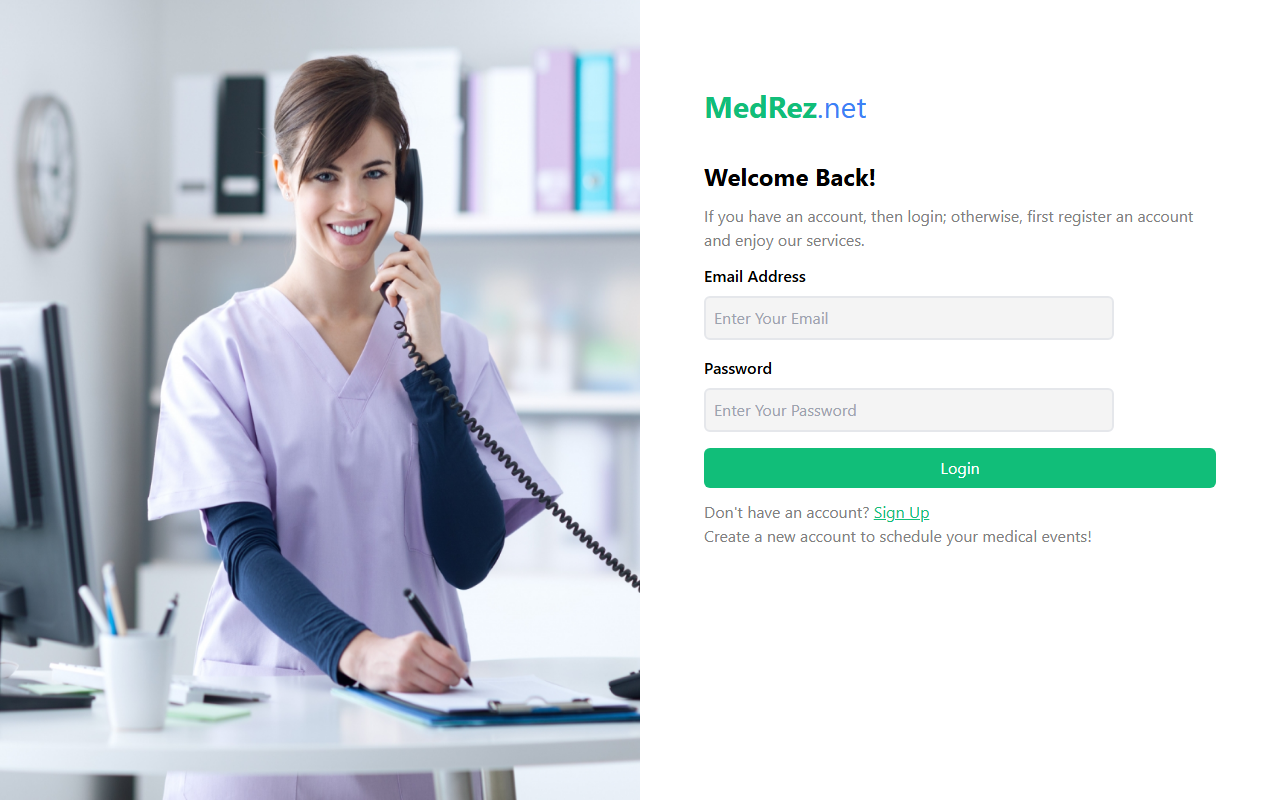 MedRez.net
Welcome Back!
If you have an account, then login; otherwise, first register an account
and enjoy our services.
Email Address
Enter Your Email
Password
Enter Your Password
Login
Don't have an account? Sign Up
Create a new account to schedule your medical events!